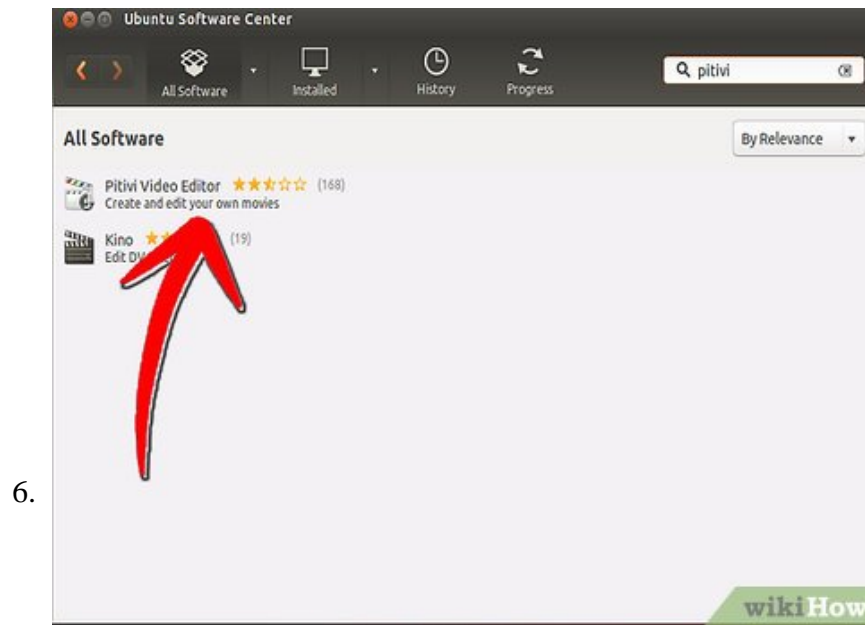 Ubuntu Software Center
All Software
Installed
History
Progress
pitivi
All Software
By Relevance
Pitivi Video Editor (168)
Create and edit your own movies
Kino (19)
Edit
6.
wikiHow